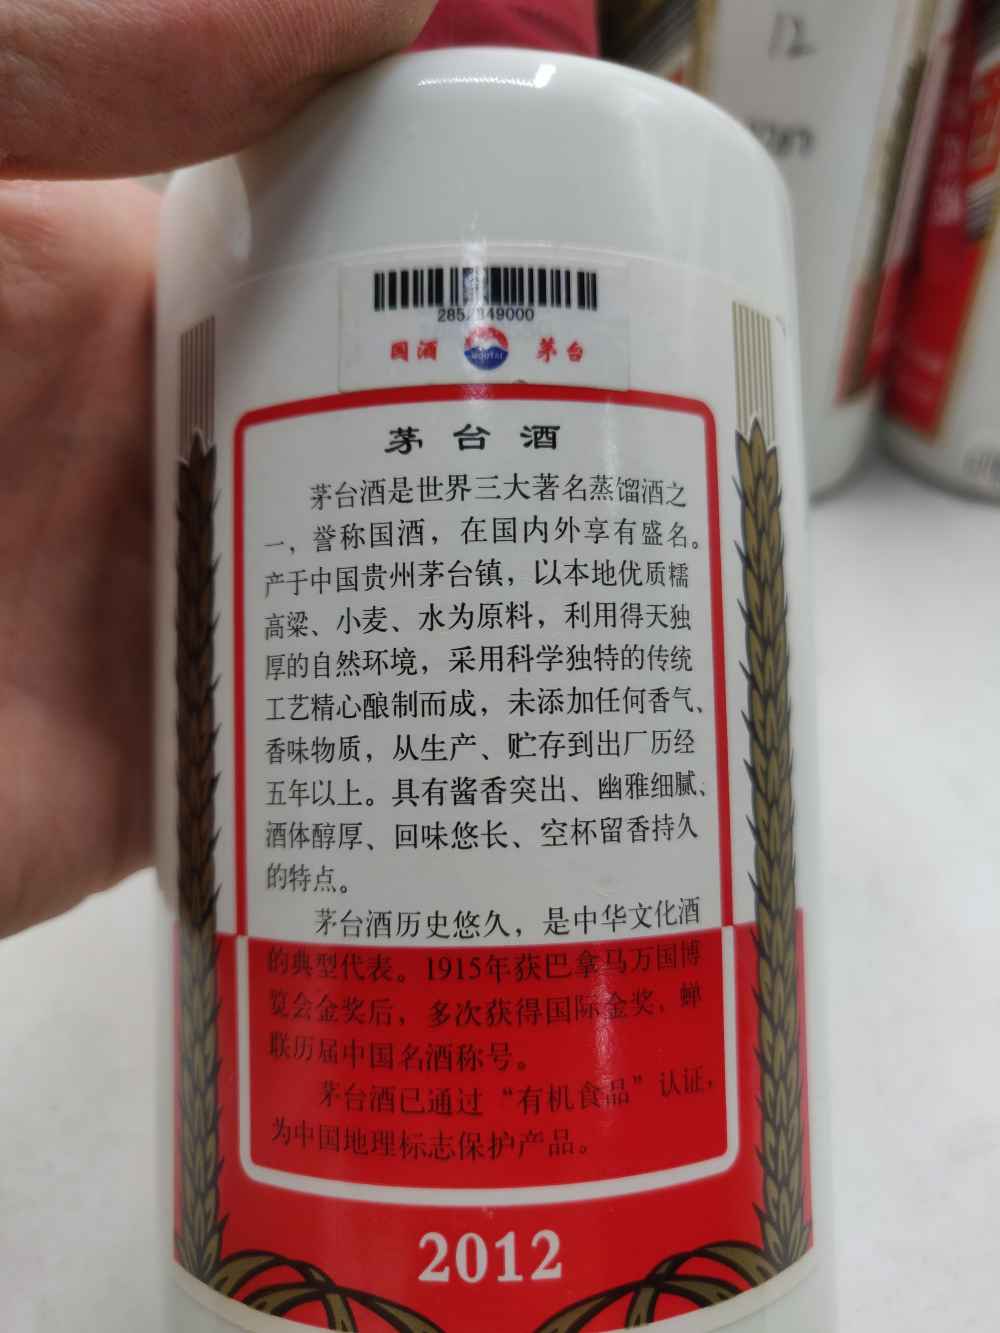 12
2852849000
国酒 MOUTAI 茅台
茅台酒
茅台酒是世界三大著名蒸馏酒之
一，誉称国酒，在国内外享有盛名。
产于中国贵州茅台镇，以本地优质糯
高粱、小麦、水为原料，利用得天独
厚的自然环境，采用科学独特的传统
工艺精心酿制而成，未添加任何香气、
香味物质，从生产、贮存到出厂历经
五年以上。具有酱香突出、幽雅细腻、
酒体醇厚、回味悠长、空杯留香持久
的特点。
茅台酒历史悠久，是中华文化酒
的典型代表。1915年获巴拿马万国博
览会金奖后，多次获得国际金奖，蝉
联历届中国名酒称号。
茅台酒已通过“有机食品”认证，
为中国地理标志保护产品。
2012